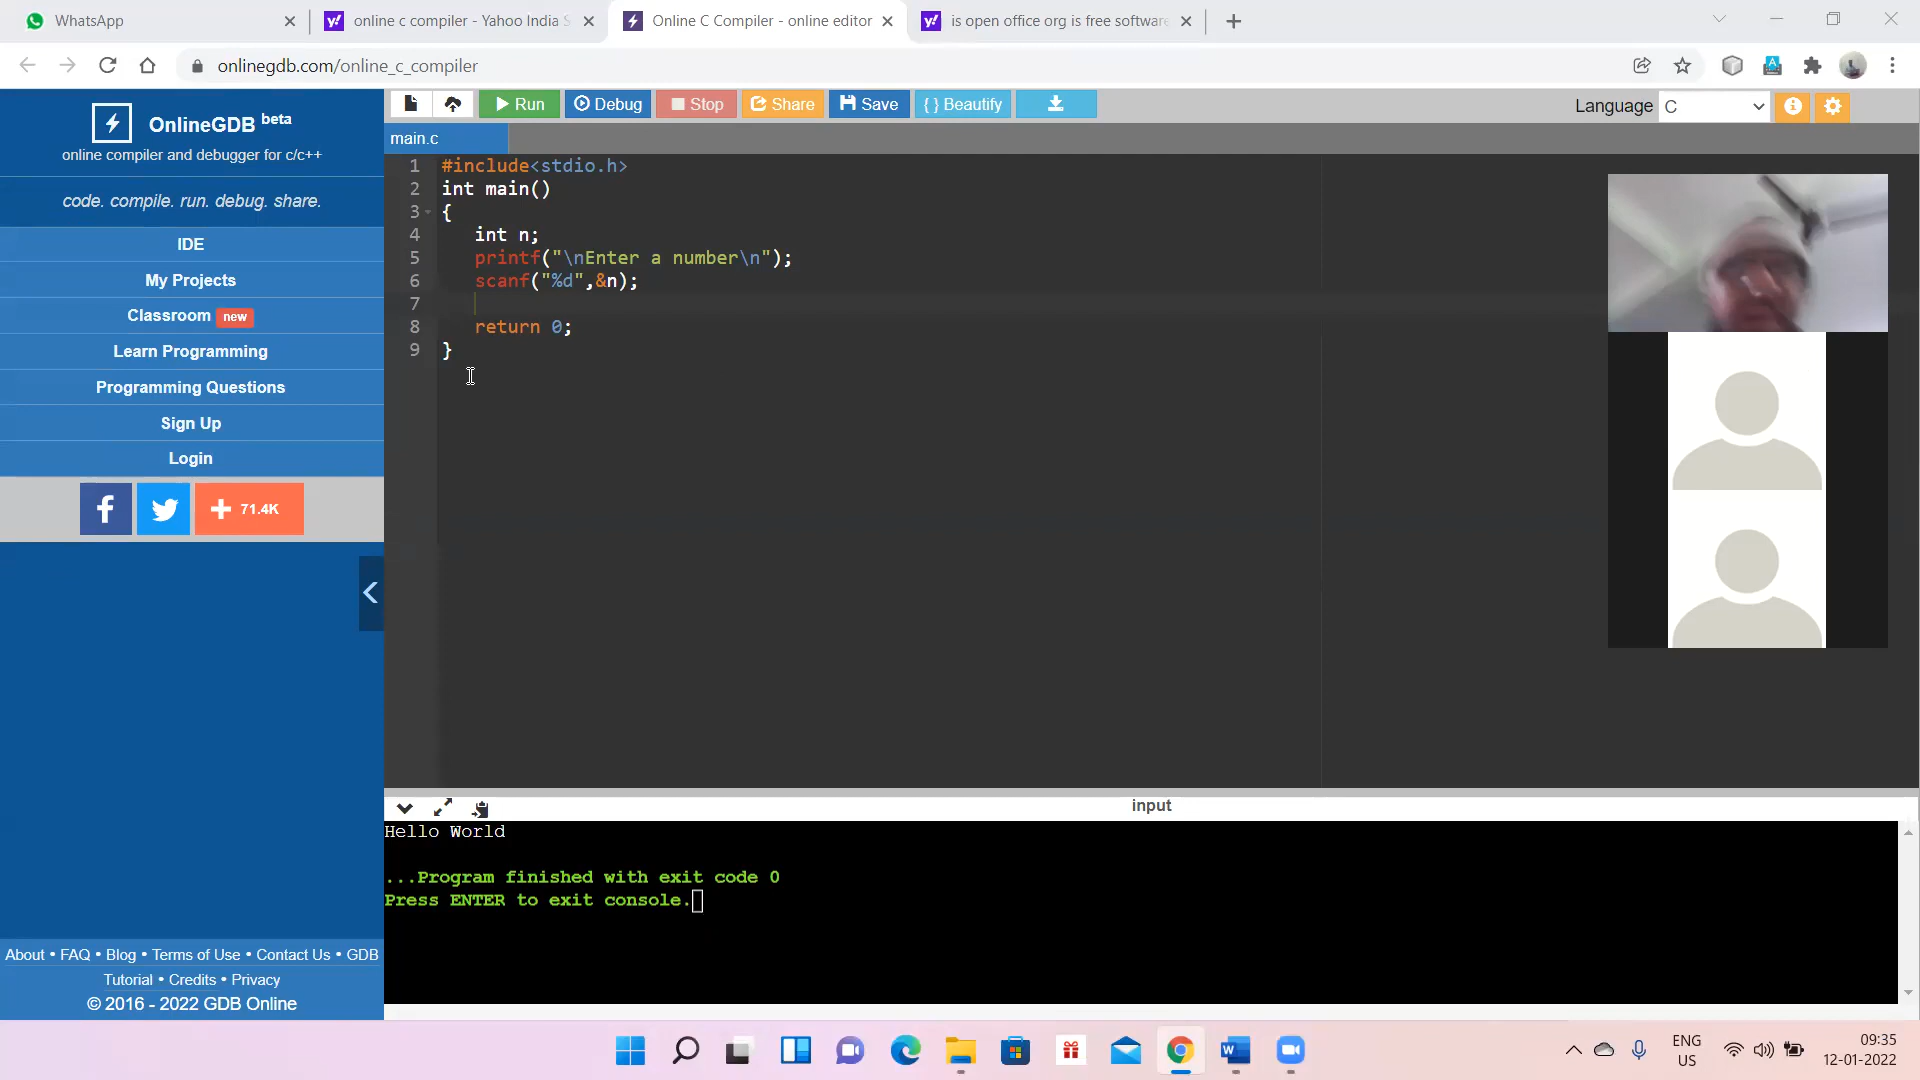 WhatsApp
online c compiler - Yahoo India S
Online C Compiler - online editor
is open office org is free software
onlinegdb.com/online_c_compiler
OnlineGDB beta
online compiler and debugger for c/c++
code. compile. run. debug. share.
IDE
My Projects
Classroom new
Learn Programming
Programming Questions
Sign Up
Login
71.4K
About • FAQ • Blog • Terms of Use • Contact Us • GDB
Tutorial • Credits • Privacy
© 2016 - 2022 GDB Online
Run
Debug
Stop
Share
Save
{ } Beautify
Language C
main.c
1 #include<stdio.h>
2 int main()
3 {
4 int n;
5 printf("\nEnter a number\n");
6 scanf("%d",&n);
7
8 return 0;
9 }
input
Hello World
...Program finished with exit code 0
Press ENTER to exit console.
ENG
US
09:35
12-01-2022